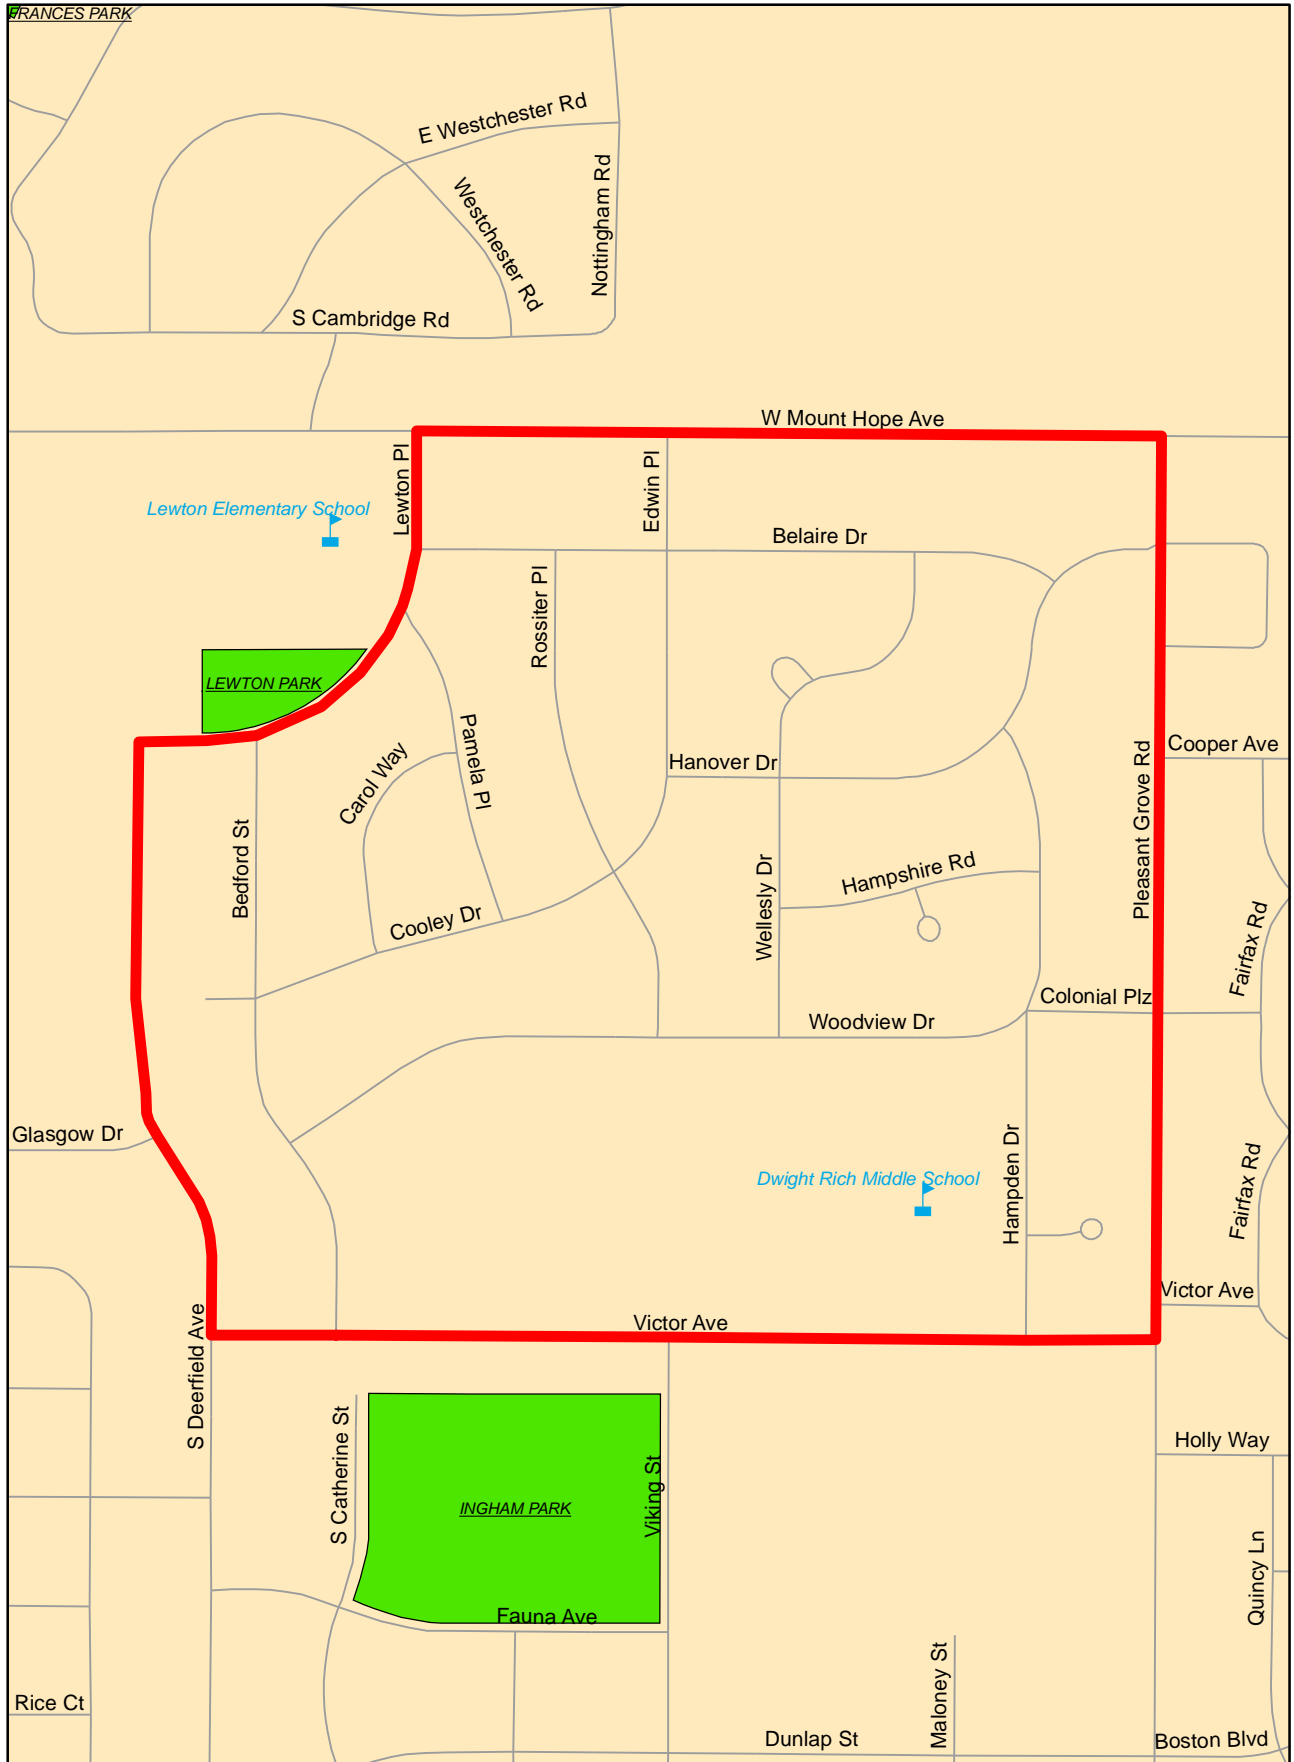 FRANCES PARK
E Westchester Rd
Westchester Rd
Nottingham Rd
S Cambridge Rd
W Mount Hope Ave
Lewton Pl
Edwin Pl
Lewton Elementary School
Belaire Dr
Rossiter Pl
LEWTON PARK
Pamela Pl
Carol Way
Hanover Dr
Cooper Ave
Pleasant Grove Rd
Bedford St
Wellesly Dr
Hampshire Rd
Cooley Dr
Fairfax Rd
Colonial Plz
Woodview Dr
Glasgow Dr
Hampden Dr
Dwight Rich Middle School
Fairfax Rd
Victor Ave
Victor Ave
S Deerfield Ave
S Catherine St
Viking St
INGHAM PARK
Holly Way
Quincy Ln
Fauna Ave
Maloney St
Rice Ct
Dunlap St
Boston Blvd